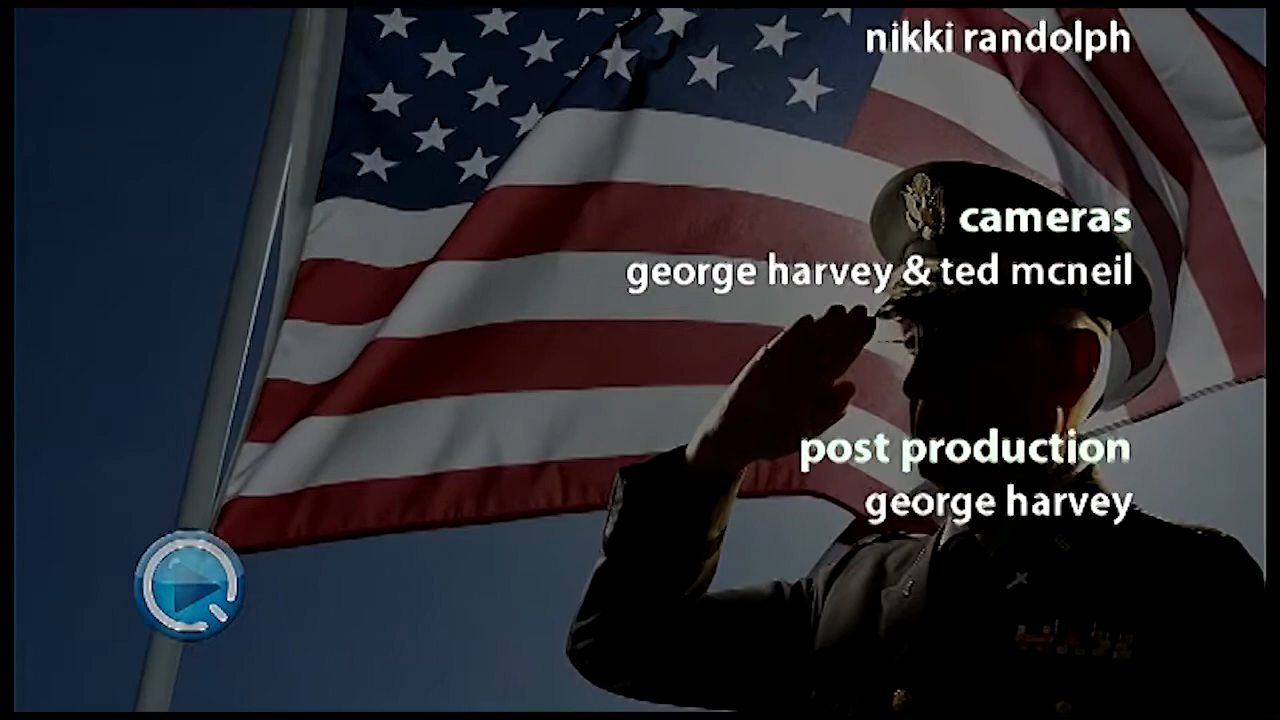 nikki randolph
cameras
george harvey & ted mcneil
post production
george harvey